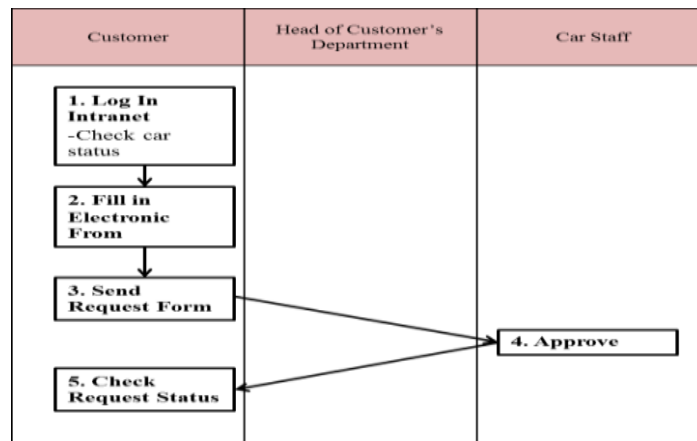 Customer
Head of Customer's
Department
Car Staff
1. Log In
Intranet
-Check car
status
2. Fill in
Electronic
From
3. Send
Request Form
4. Approve
5. Check
Request Status